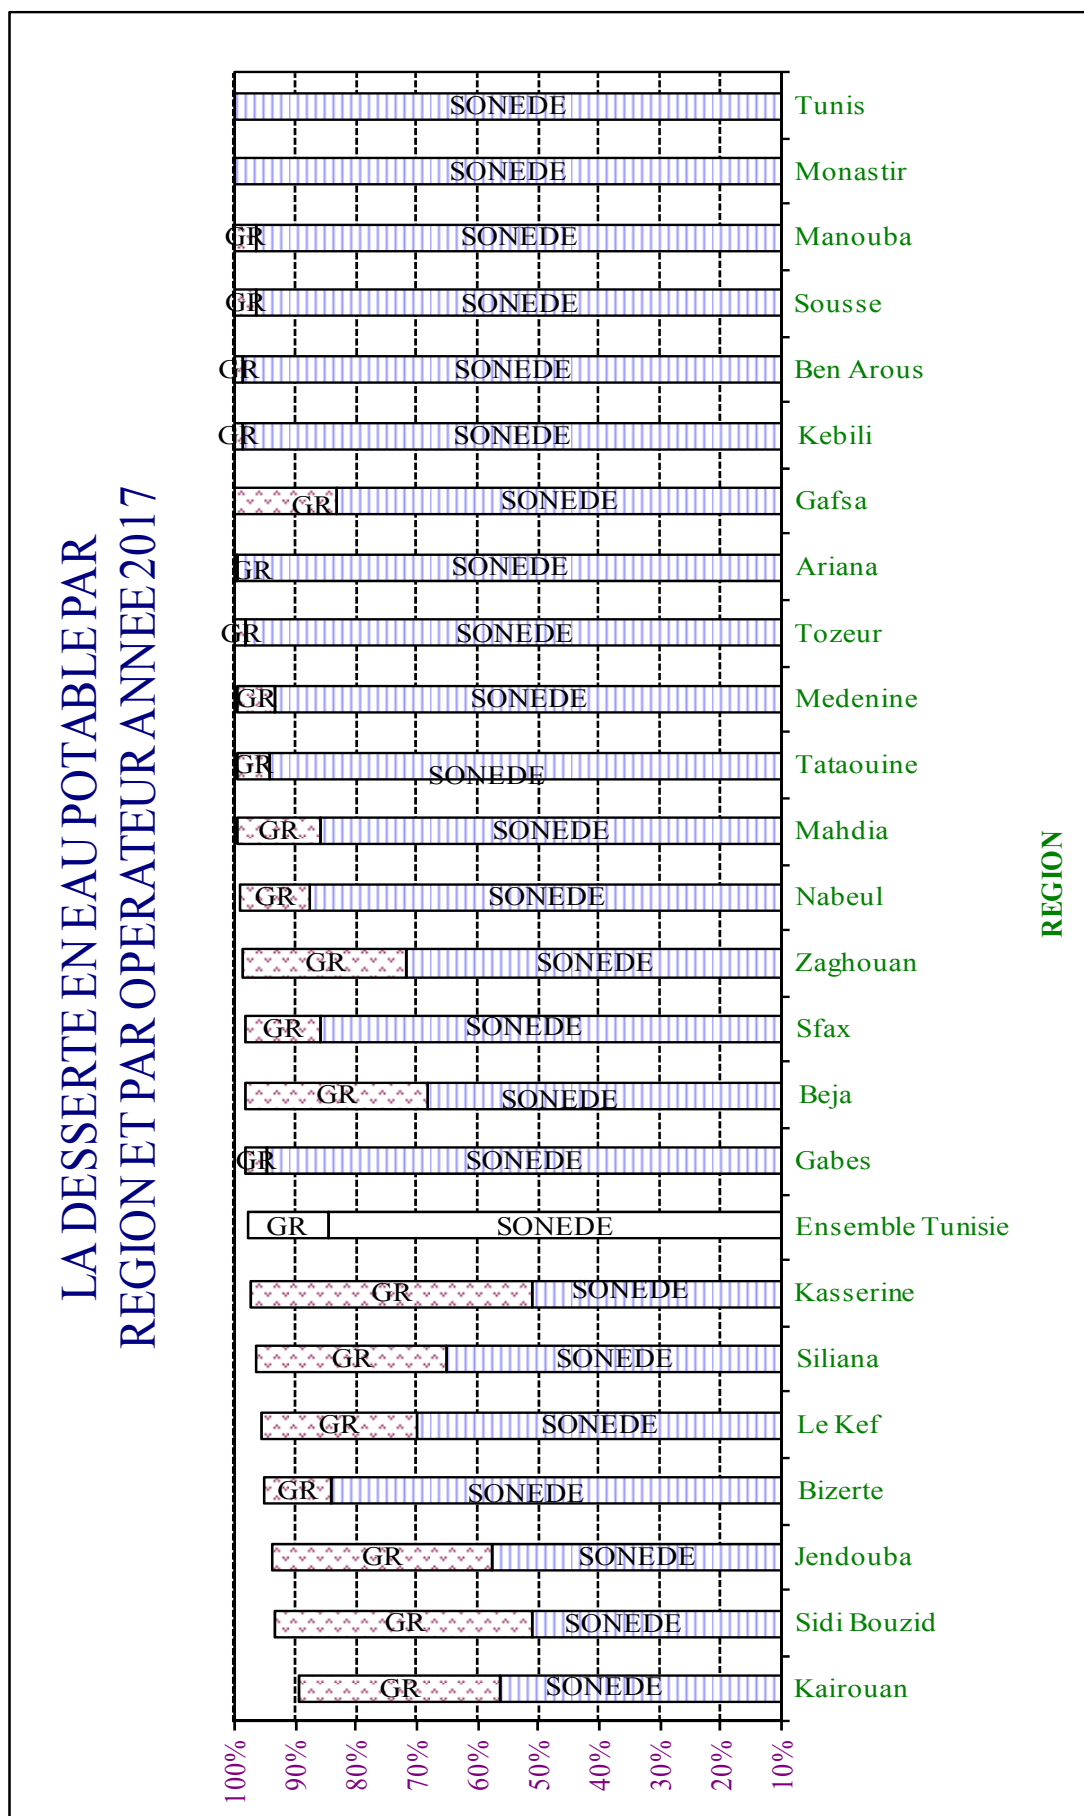 LA DESSERTE EN EAU POTABLE PAR
REGION ET PAR OPERATEUR ANNEE 2017
SONEDE Tunis
SONEDE Monastir
GR SONEDE Manouba
GR SONEDE Sousse
GR SONEDE Ben Arous
GR SONEDE Kebili
GR SONEDE Gafsa
GR SONEDE Ariana
GR SONEDE Tozeur
GR SONEDE Medenine
GR SONEDE Tataouine
GR SONEDE Mahdia
GR SONEDE Nabeul
GR SONEDE Zaghouan
GR SONEDE Sfax
GR SONEDE Beja
GR SONEDE Gabes
GR SONEDE Ensemble Tunisie
GR SONEDE Kasserine
GR SONEDE Siliana
GR SONEDE Le Kef
GR SONEDE Bizerte
GR SONEDE Jendouba
GR SONEDE Sidi Bouzid
GR SONEDE Kairouan
100% 90% 80% 70% 60% 50% 40% 30% 20% 10%
REGION